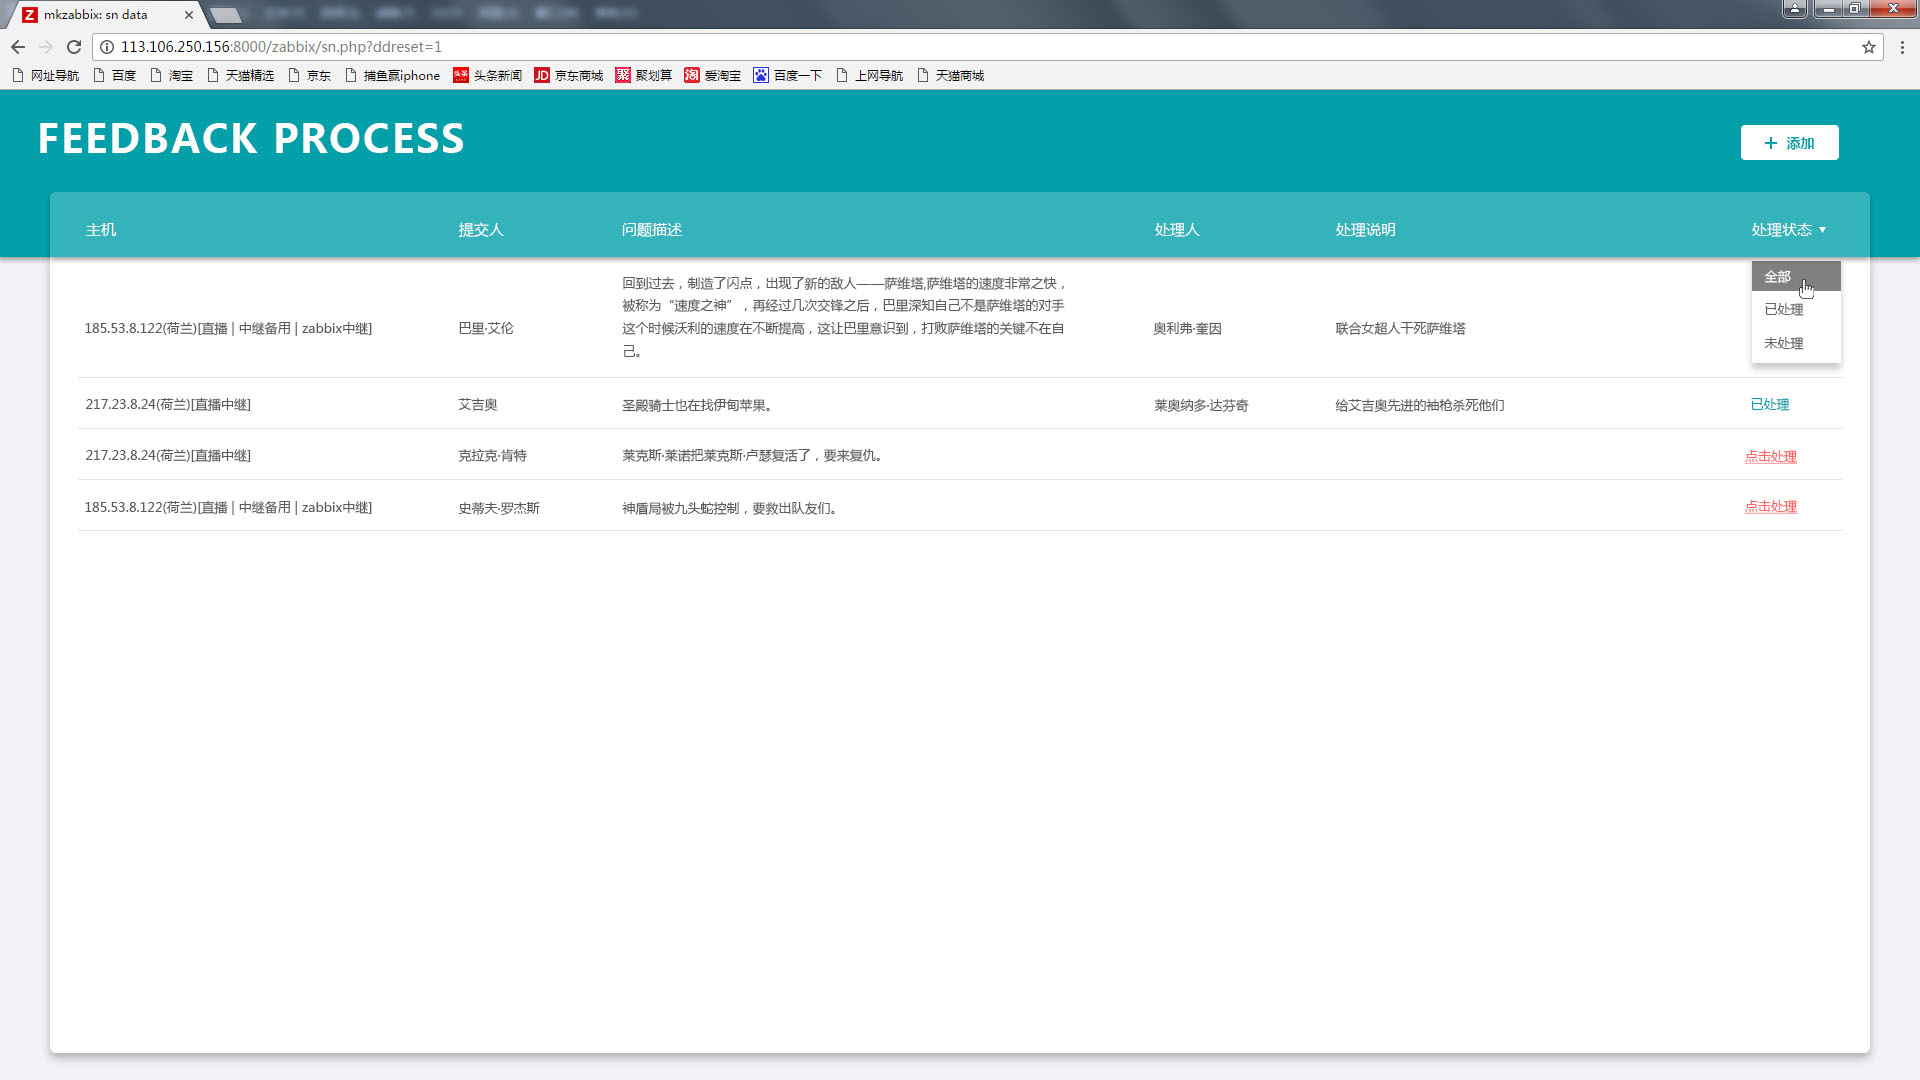 mkzabbix: sn data
113.106.250.156:8000/zabbix/sn.php?ddreset=1
网址导航 百度 淘宝 天猫精选 京东 捕鱼赢iphone 头条 头条新闻 JD 京东商城 聚 聚划算 淘 爱淘宝 百度一下 上网导航 天猫商城
FEEDBACK PROCESS
+ 添加
主机 提交人 问题描述 处理人 处理说明 处理状态
全部
已处理
未处理
185.53.8.122(荷兰)[直播 | 中继备用 | zabbix中继] 巴里·艾伦
回到过去，制造了闪点，出现了新的敌人——萨维塔,萨维塔的速度非常之快，
被称为“速度之神”，再经过几次交锋之后，巴里深知自己不是萨维塔的对手
这个时候沃利的速度在不断提高，这让巴里意识到，打败萨维塔的关键不在自
己。
奥利弗·奎因 联合女超人干死萨维塔
217.23.8.24(荷兰)[直播中继] 艾吉奥 圣殿骑士也在找伊甸苹果。 莱奥纳多·达芬奇 给艾吉奥先进的袖枪杀死他们 已处理
217.23.8.24(荷兰)[直播中继] 克拉克·肯特 莱克斯·莱诺把莱克斯·卢瑟复活了，要来复仇。 点击处理
185.53.8.122(荷兰)[直播 | 中继备用 | zabbix中继] 史蒂夫·罗杰斯 神盾局被九头蛇控制，要救出队友们。 点击处理